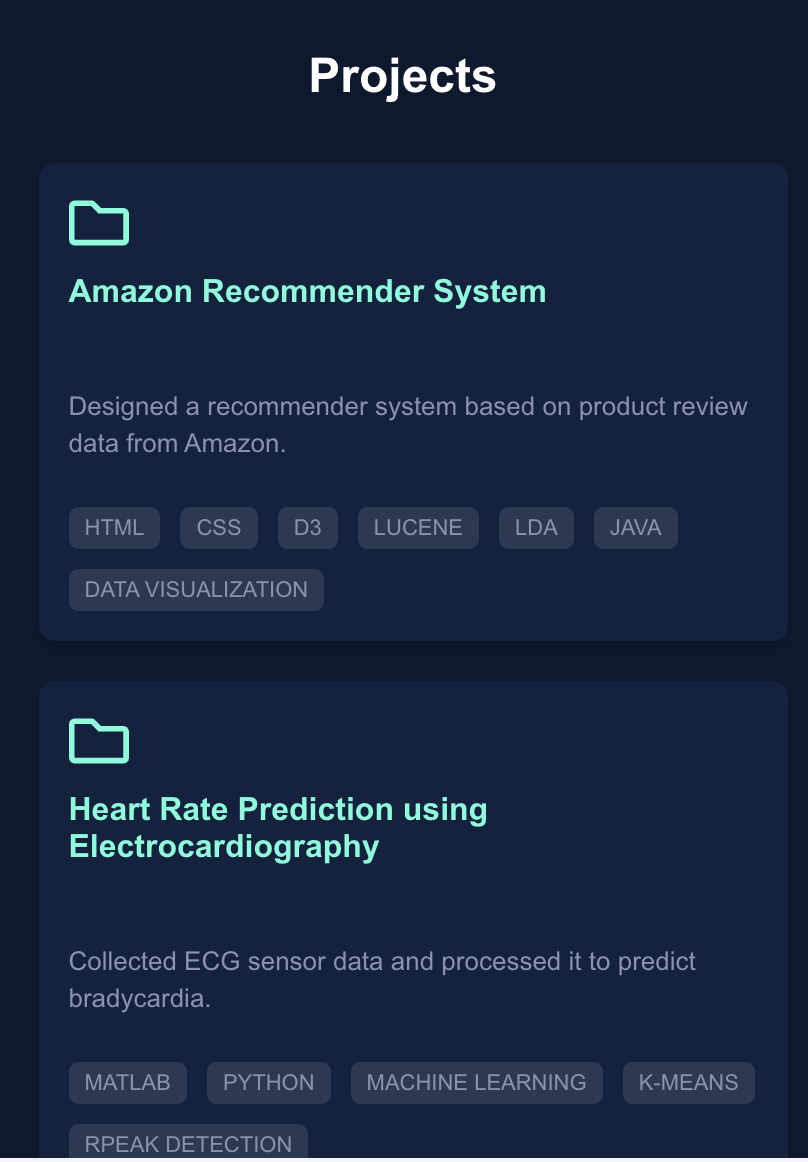 Projects
Amazon Recommender System
Designed a recommender system based on product review
data from Amazon.
HTML CSS D3 LUCENE LDA JAVA
DATA VISUALIZATION
Heart Rate Prediction using
Electrocardiography
Collected ECG sensor data and processed it to predict
bradycardia.
MATLAB PYTHON MACHINE LEARNING K-MEANS
RPEAK DETECTION